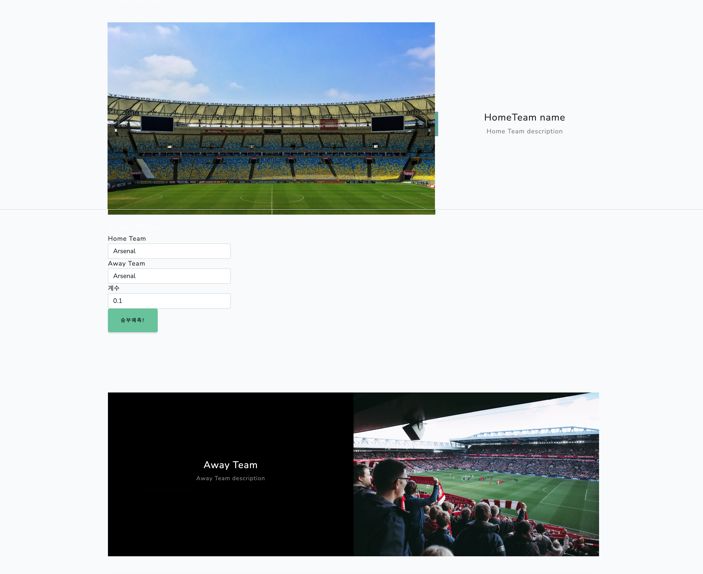 HomeTeam name
Home Team description
Home Team
Arsenal
Away Team
Arsenal
계수
0.1
승부예측!
Away Team
Away Team description